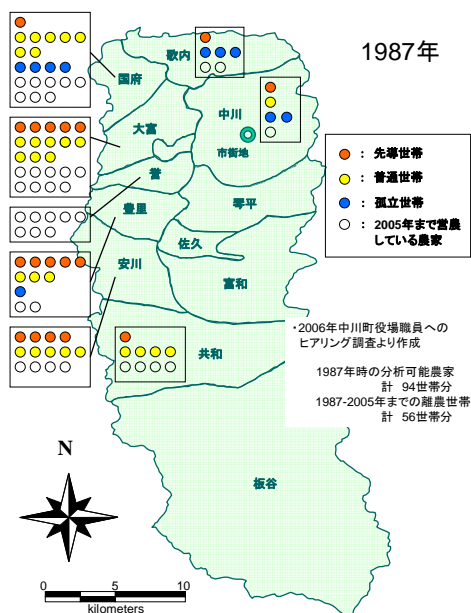 1987年
歌内
国府
中川
大富
市街地
誉
豊里
琴平
佐久
安川
富和
共和
板谷
： 先導世帯
： 普通世帯
： 孤立世帯
： 2005年まで営農
している農家
・2006年中川町役場職員への
ヒアリング調査より作成
1987年時の分析可能農家
計 94世帯分
1987-2005年までの離農世帯
計 56世帯分
N
0 5 10
kilometers